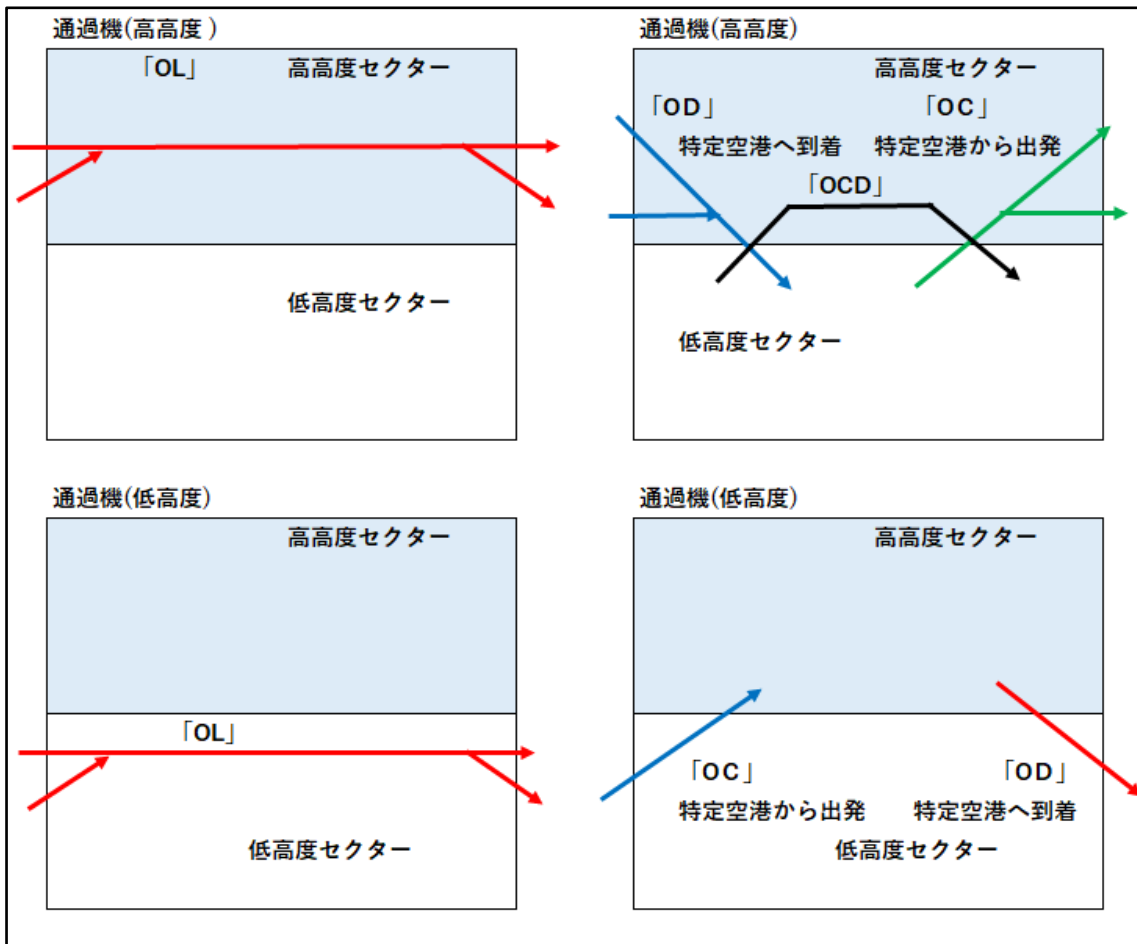 通過機(高高度 )
「OL」 高高度セクター
低高度セクター
通過機(高高度)
高高度セクター
「OD」 「OC」
特定空港へ到着 特定空港から出発
「OCD」
低高度セクター
通過機(低高度)
高高度セクター
「OL」
低高度セクター
通過機(低高度)
高高度セクター
「OC」 「OD」
特定空港から出発 特定空港へ到着
低高度セクター